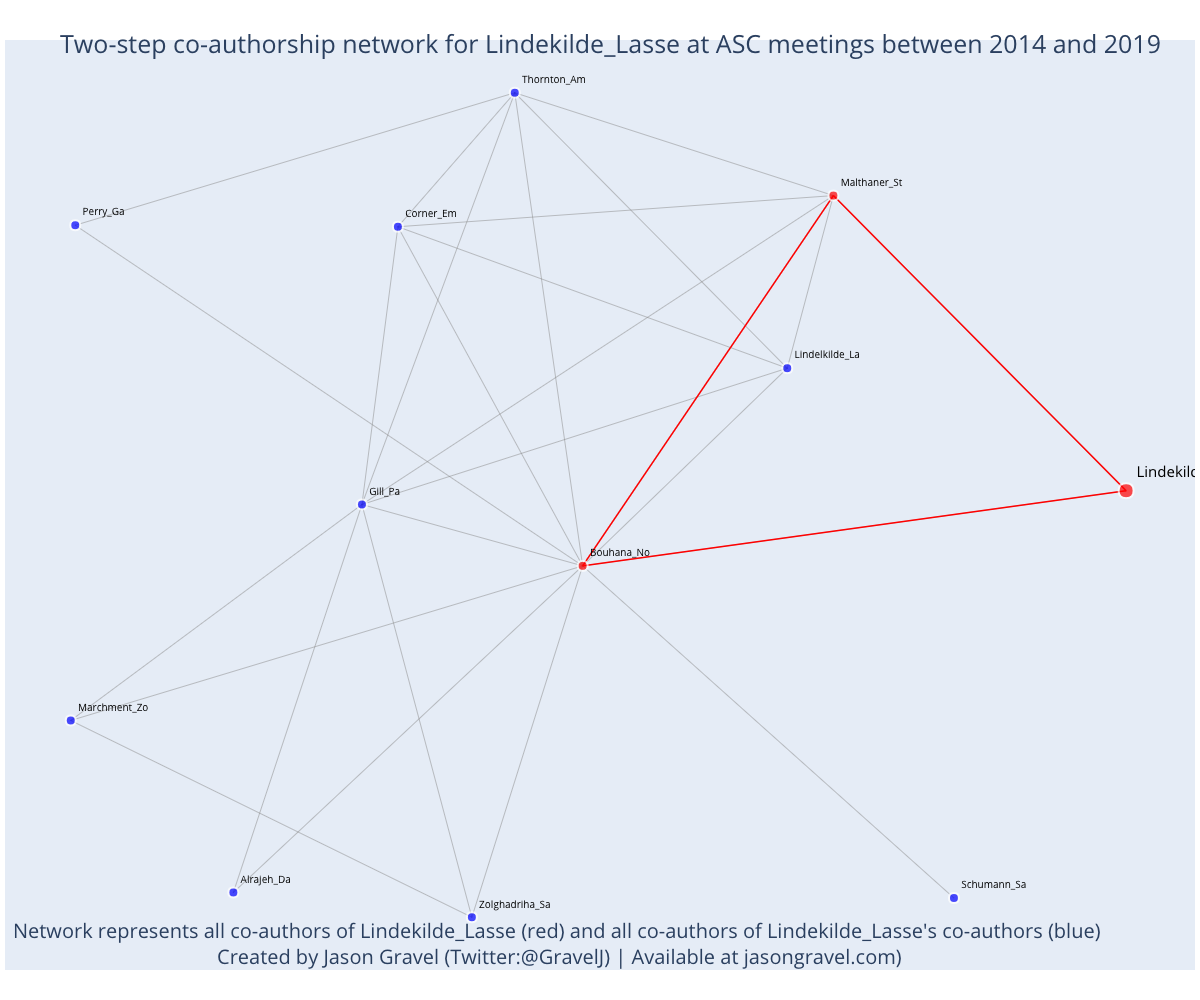 Two-step co-authorship network for Lindekilde_Lasse at ASC meetings between 2014 and 2019
Thornton_Am
Malthaner_St
Perry_Ga
Corner_Em
Lindelkilde_La
Lindekild
Gill_Pa
Bouhana_No
Marchment_Zo
Alrajeh_Da
Schumann_Sa
Zolghadriha_Sa
Network represents all co-authors of Lindekilde_Lasse (red) and all co-authors of Lindekilde_Lasse's co-authors (blue)
Created by Jason Gravel (Twitter:@GravelJ) | Available at jasongravel.com)